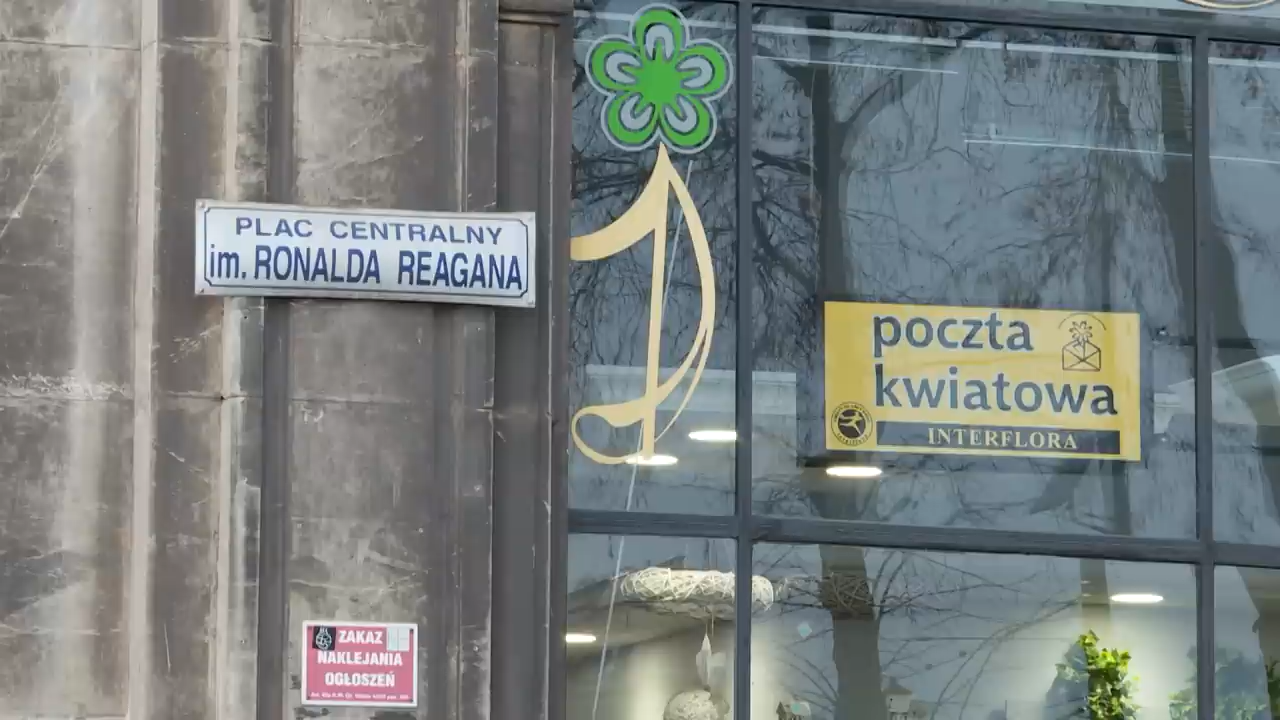 PLAC CENTRALNY
im. RONALDA REAGANA
poczta
kwiatowa
INTERFLORA
ZAKAZ
NAKLEJANIA
OGŁOSZEŃ